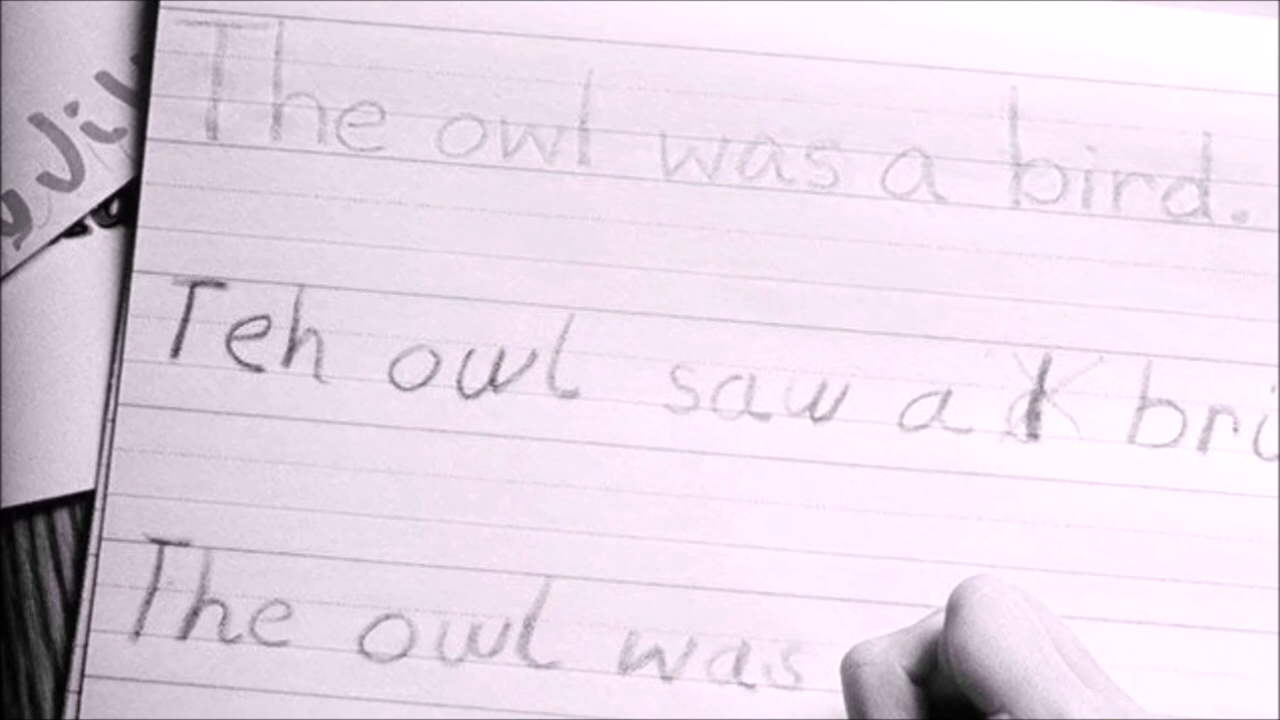 The owl was a bird.
Teh owl saw a bri
The owl was